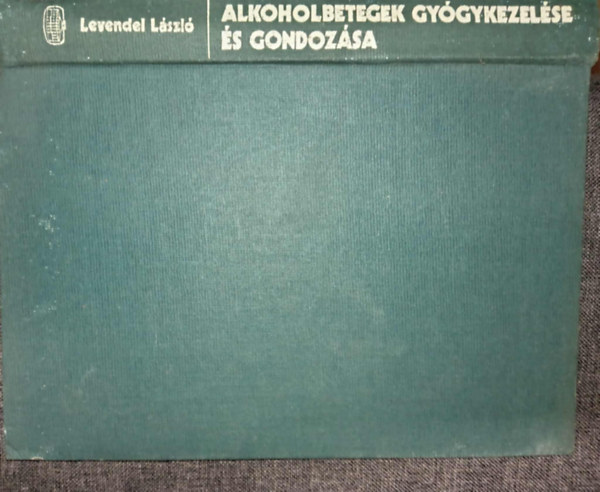 Levendel László
ALKOHOLBETEGEK GYÓGYKEZELÉSE
ÉS GONDOZÁSA